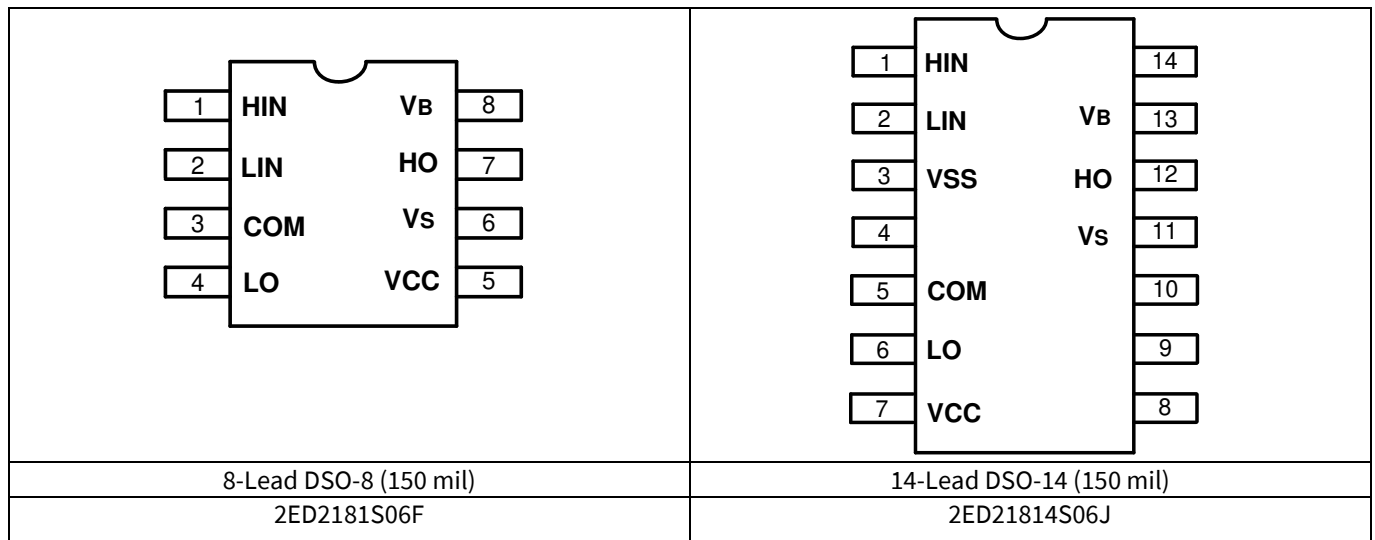 1 HIN VB 8
2 LIN HO 7
3 COM VS 6
4 LO VCC 5
8-Lead DSO-8 (150 mil)
2ED2181S06F
1 HIN 14
2 LIN VB 13
3 VSS HO 12
4 VS 11
5 COM 10
6 LO 9
7 VCC 8
14-Lead DSO-14 (150 mil)
2ED21814S06J